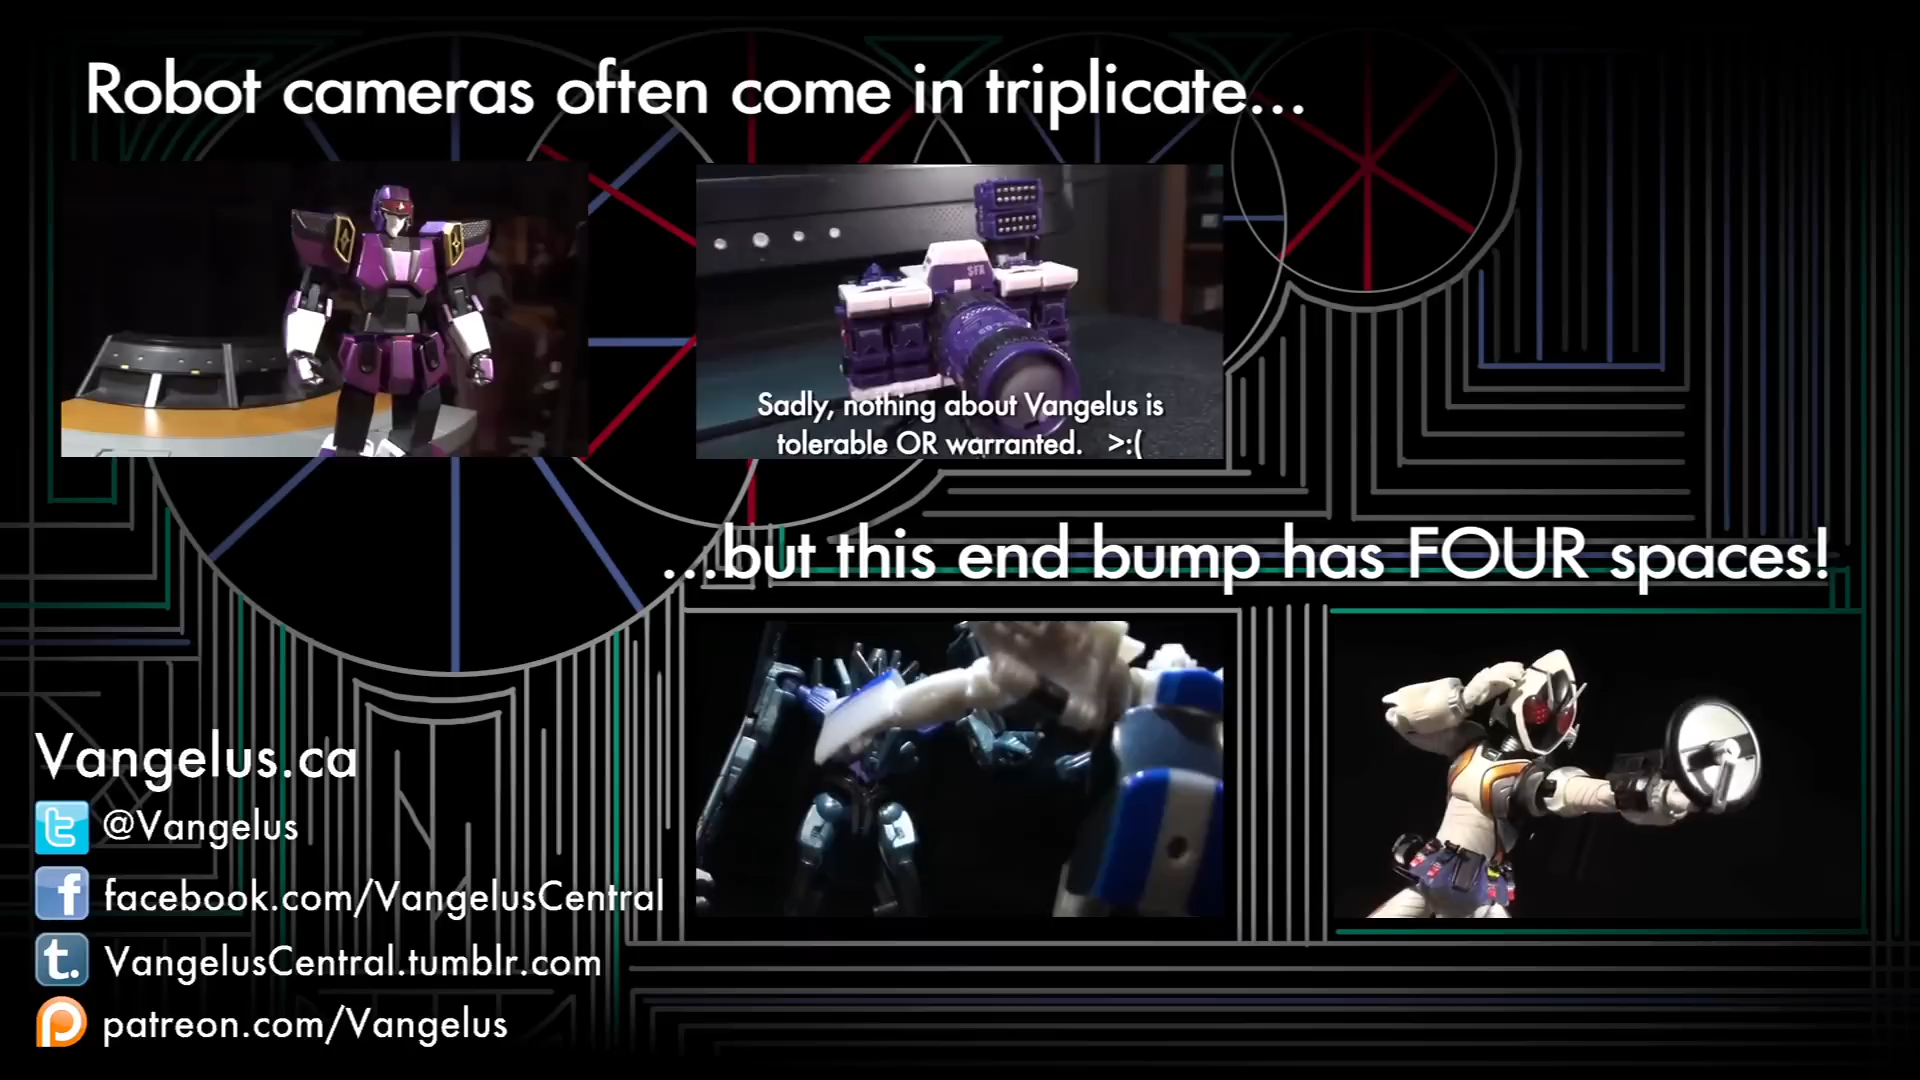 Robot cameras often come in triplicate...
SFX
Sadly, nothing about Vangelus is
tolerable OR warranted. >:(
...but this end bump has FOUR spaces!
Vangelus.ca
@Vangelus
facebook.com/VangelusCentral
VangelusCentral.tumblr.com
patreon.com/Vangelus